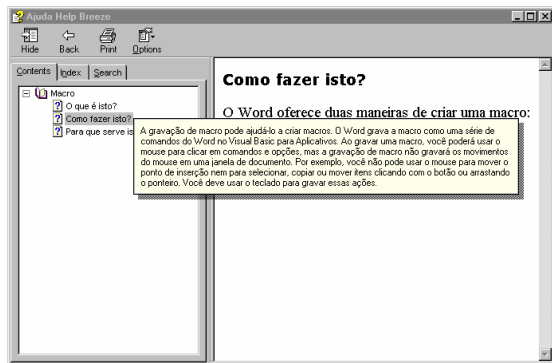 Ajuda Help Breeze
Hide Back Print Options
Contents Index Search
Macro
O que é isto?
Como fazer isto?
Para que serve is
Como fazer isto?
O Word oferece duas maneiras de criar uma macro:
A gravação de macro pode ajudá-lo a criar macros. O Word grava a macro como uma série de
comandos do Word no Visual Basic para Aplicativos. Ao gravar uma macro, você poderá usar o
mouse para clicar em comandos e opções, mas a gravação de macro não gravará os movimentos
do mouse em uma janela de documento. Por exemplo, você não pode usar o mouse para mover o
ponto de inserção nem para selecionar, copiar ou mover itens clicando com o botão ou arrastando
o ponteiro. Você deve usar o teclado para gravar essas ações.